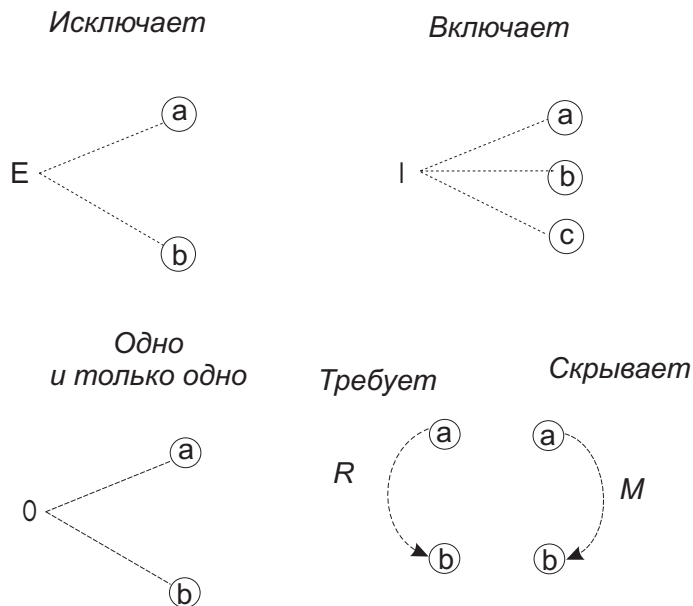 Исключает
a
E
b
Включает
a
I
b
c
Одно
и только одно
a
0
b
Требует
a
R
b
Скрывает
a
M
b